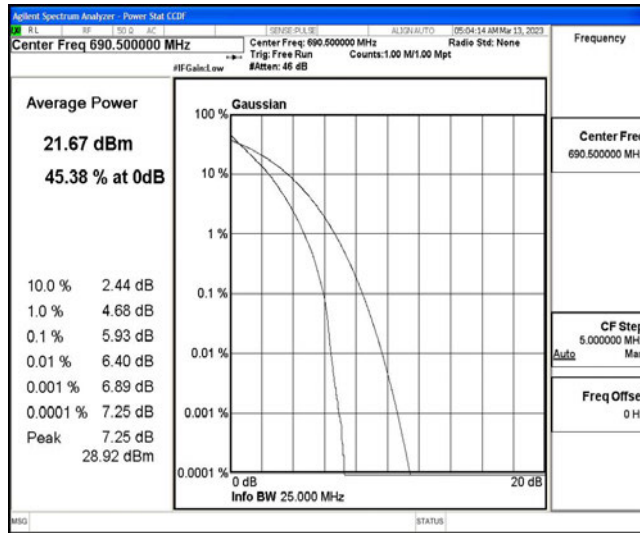 Agilent Spectrum Analyzer - Power Stat CCDF
RL RF 50 Ω AC SENSE:PULSE ALIGN AUTO 05:04:14 AM Mar 13, 2023
Center Freq 690.500000 MHz
Center Freq: 690.500000 MHz Radio Std: None
Trig: Free Run Counts:1.00 M/1.00 Mpt
#IFGain:Low #Atten: 46 dB
Average Power
21.67 dBm
45.38 % at 0dB
10.0 % 2.44 dB
1.0 % 4.68 dB
0.1 % 5.93 dB
0.01 % 6.40 dB
0.001 % 6.89 dB
0.0001 % 7.25 dB
Peak 7.25 dB
28.92 dBm
Gaussian
100 %
10 %
1 %
0.1 %
0.01 %
0.001 %
0.0001 %
0 dB 20 dB
Info BW 25.000 MHz
Frequency
Center Fre
690.500000 MH
CF Step
5.000000 MH
Auto Ma
Freq Offse
0 H
MSG STATUS